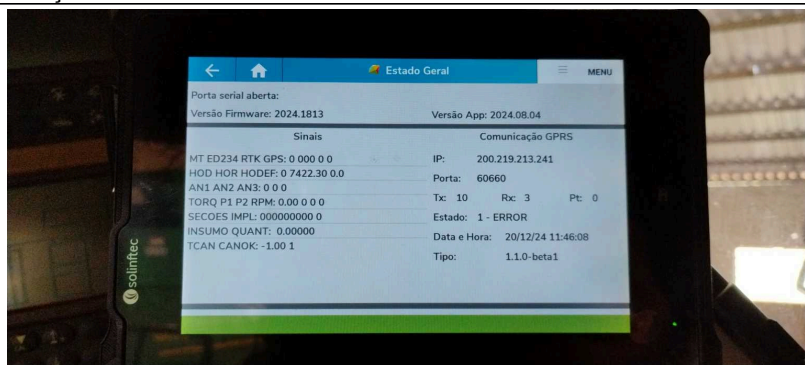 Estado Geral
MENU
Porta serial aberta:
Versão Firmware: 2024.1813
Versão App: 2024.08.04
Sinais
MT ED234 RTK GPS: 0 000 0 0
HOD HOR HODEF: 0 7422.30 0.0
AN1 AN2 AN3: 0 0 0
TORQ P1 P2 RPM: 0.00 0 0 0
SECOES IMPL: 000000000 0
INSUMO QUANT: 0.00000
TCAN CANOK: -1.00 1
Comunicação GPRS
IP: 200.219.213.241
Porta: 60660
Tx: 10 Rx: 3 Pt: 0
Estado: 1 - ERROR
Data e Hora: 20/12/24 11:46:08
Tipo: 1.1.0-beta1
solinftec